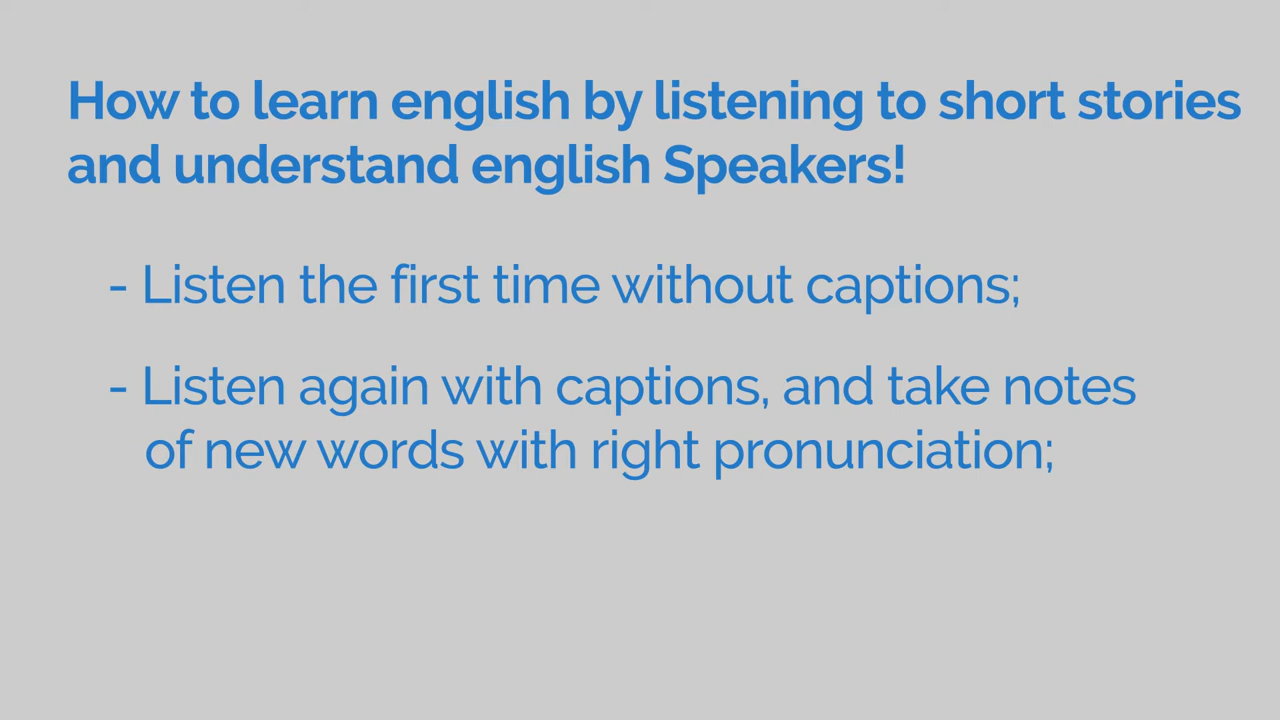 How to learn english by listening to short stories
and understand english Speakers!
- Listen the first time without captions;
- Listen again with captions, and take notes
of new words with right pronunciation;